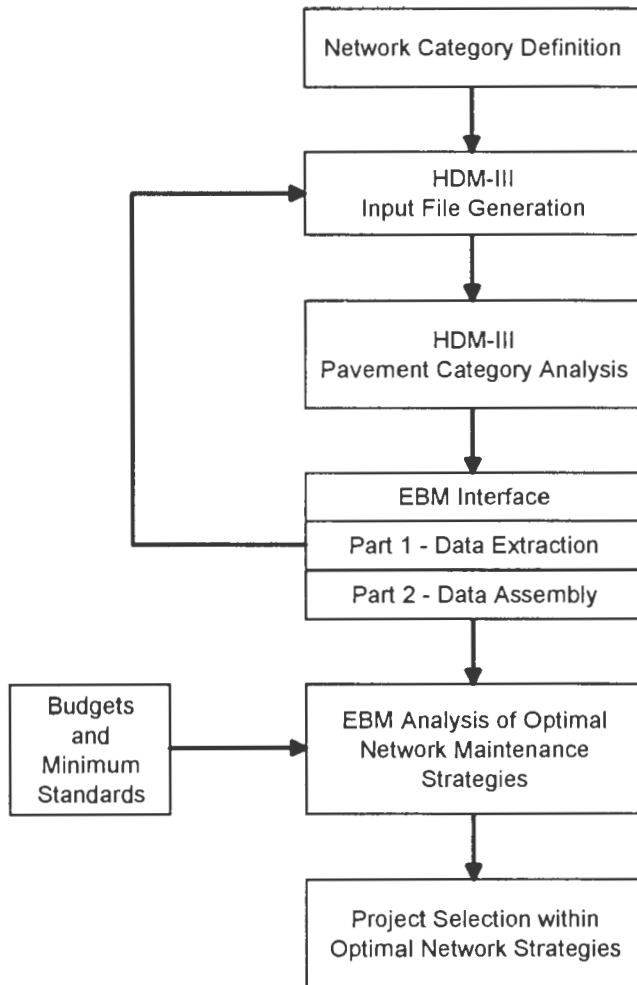 Network Category Definition
HDM-III
Input File Generation
HDM-III
Pavement Category Analysis
EBM Interface
Part 1 - Data Extraction
Part 2 - Data Assembly
Budgets
and
Minimum
Standards
EBM Analysis of Optimal
Network Maintenance
Strategies
Project Selection within
Optimal Network Strategies